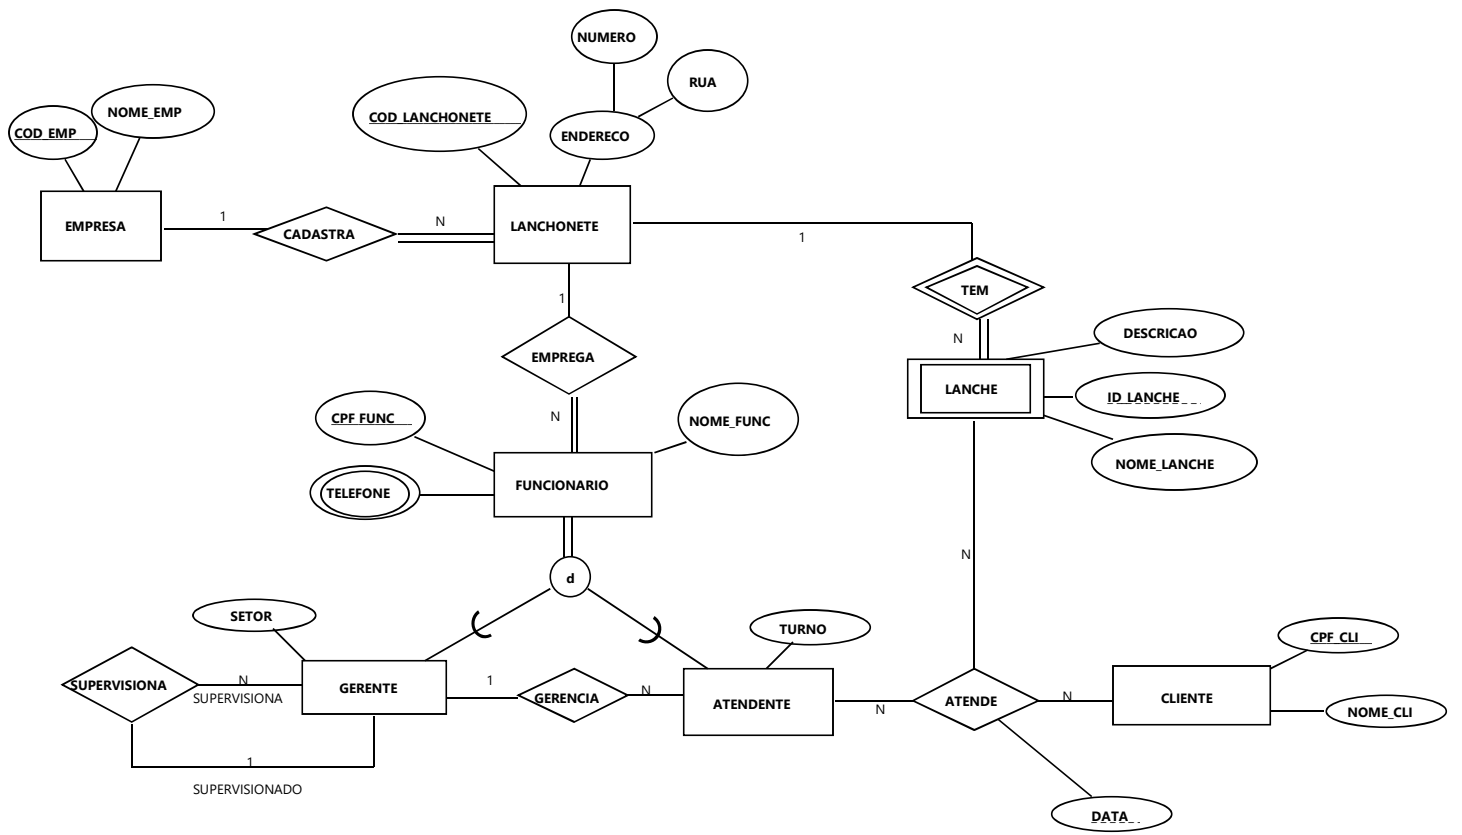 NUMERO
RUA
NOME_EMP
COD_EMP
COD_LANCHONETE
ENDERECO
EMPRESA
1
CADASTRA
N
LANCHONETE
1
TEM
1
N
EMPREGA
DESCRICAO
LANCHE
ID_LANCHE
NOME_LANCHE
N
CPF FUNC
NOME_FUNC
TELEFONE
FUNCIONARIO
N
d
SETOR
TURNO
CPF_CLI
SUPERVISIONA
N
SUPERVISIONA
GERENTE
1
GERENCIA
N
ATENDENTE
N
ATENDE
N
CLIENTE
NOME_CLI
1
SUPERVISIONADO
DATA